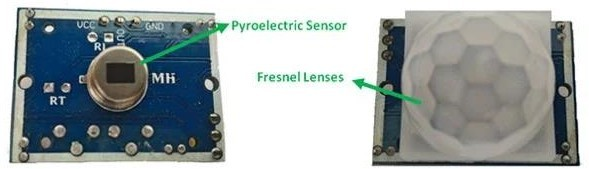 Pyroelectric Sensor
VCC
GND
RL
MH
RT
Fresnel Lenses